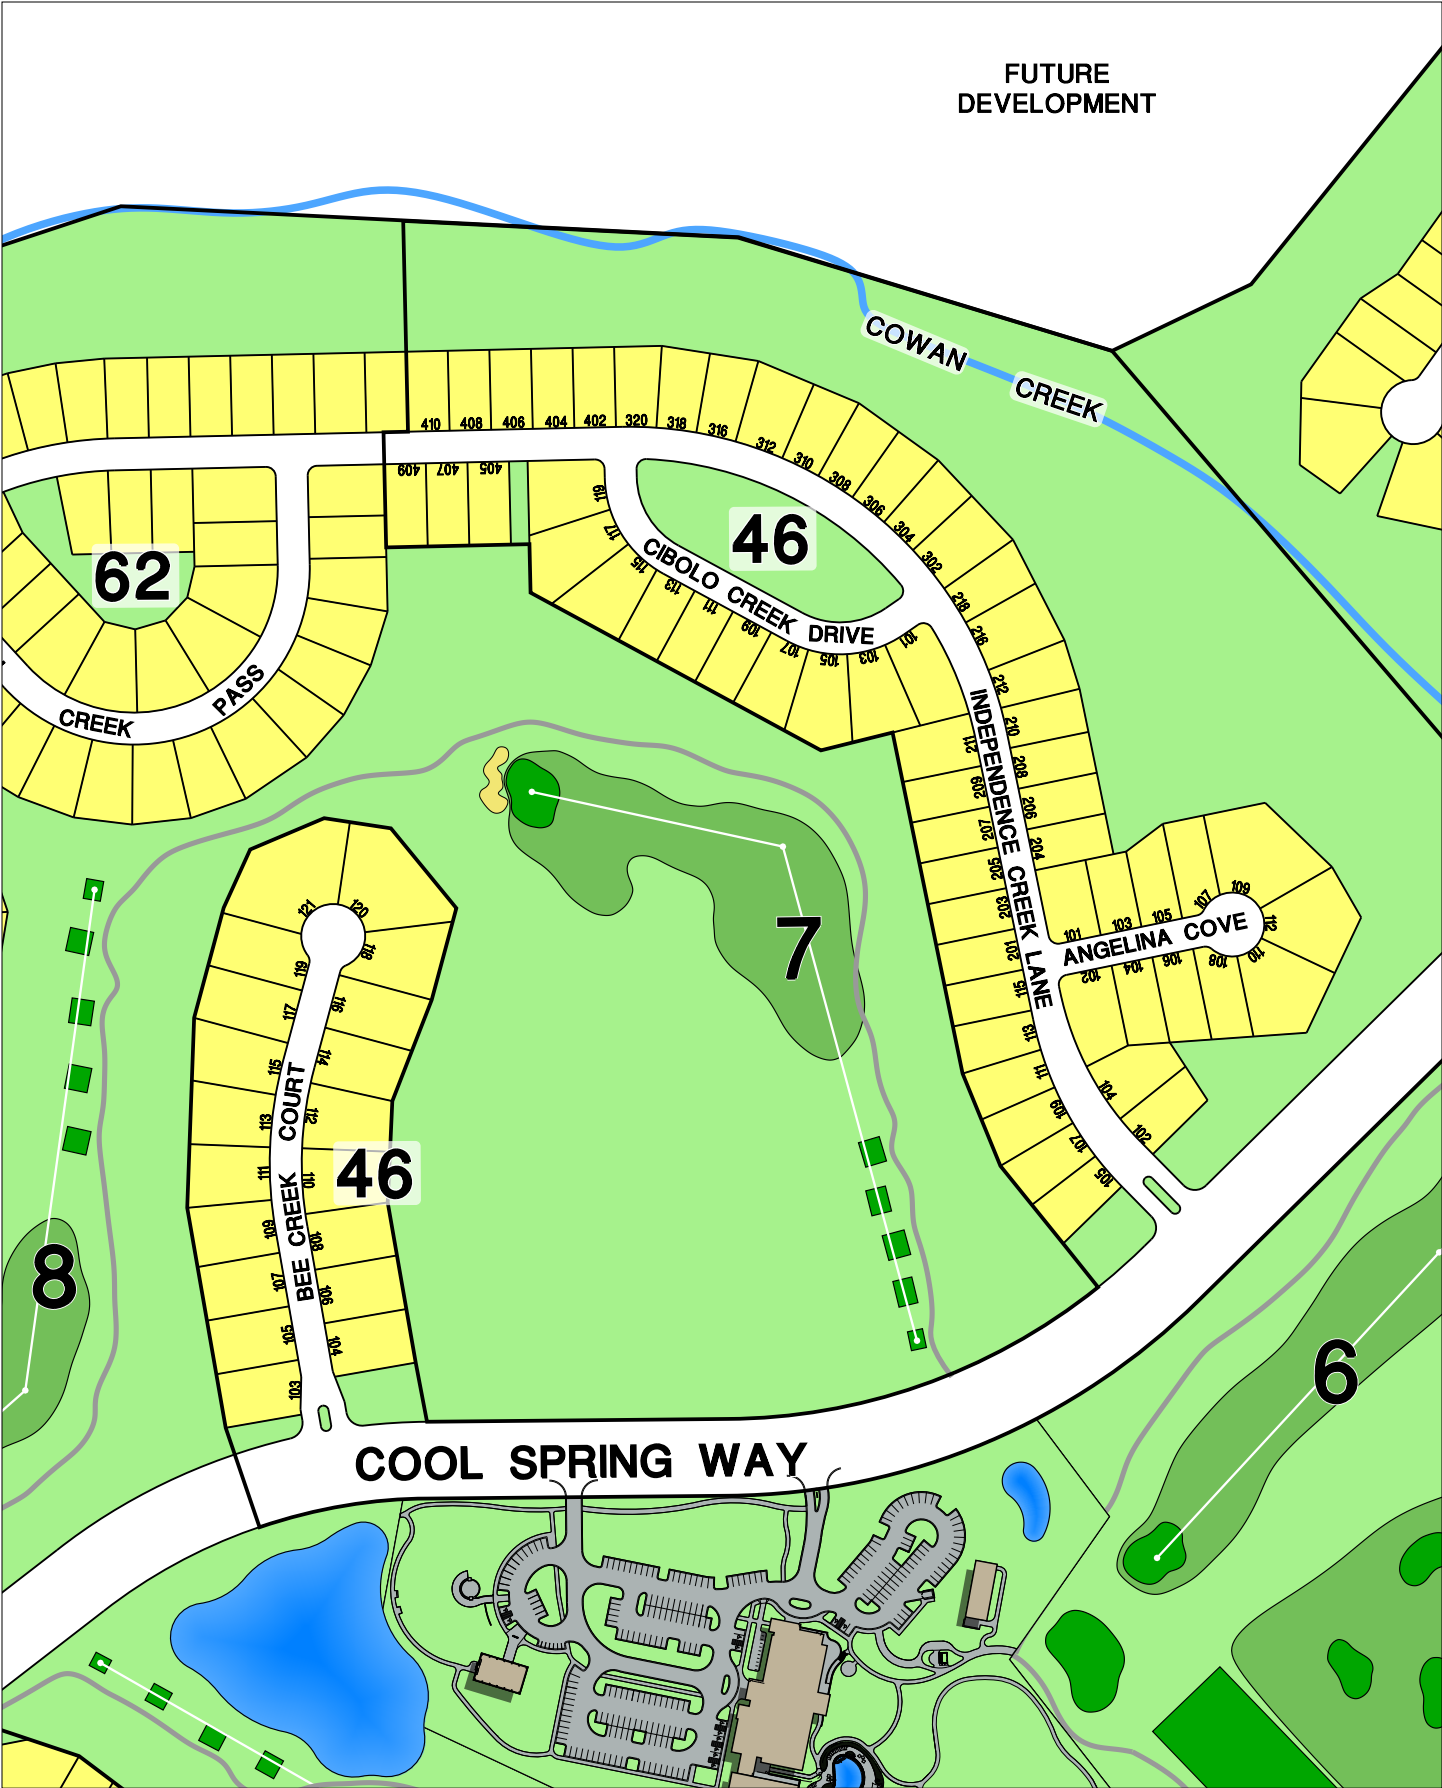 FUTURE
DEVELOPMENT
COWAN
CREEK
410 408 406 404 402 320 318 316 312 310 308 306 304 302 218 216 212 210 208 206 204
409 407 405
119 117 115 113 111 109 107 105 103 101
46
CIBOLO CREEK DRIVE
62
CREEK PASS
INDEPENDENCE CREEK LANE
211 209 207 205 203 201 115 113 111 109 107 105
104 102
101 103 105 107 109 112 110 108 106 104 102
ANGELINA COVE
7
121 120 118 116 114 112 110 108 106 104
119 117 115 113 111 109 107 105 103
BEE CREEK COURT
46
8
6
COOL SPRING WAY